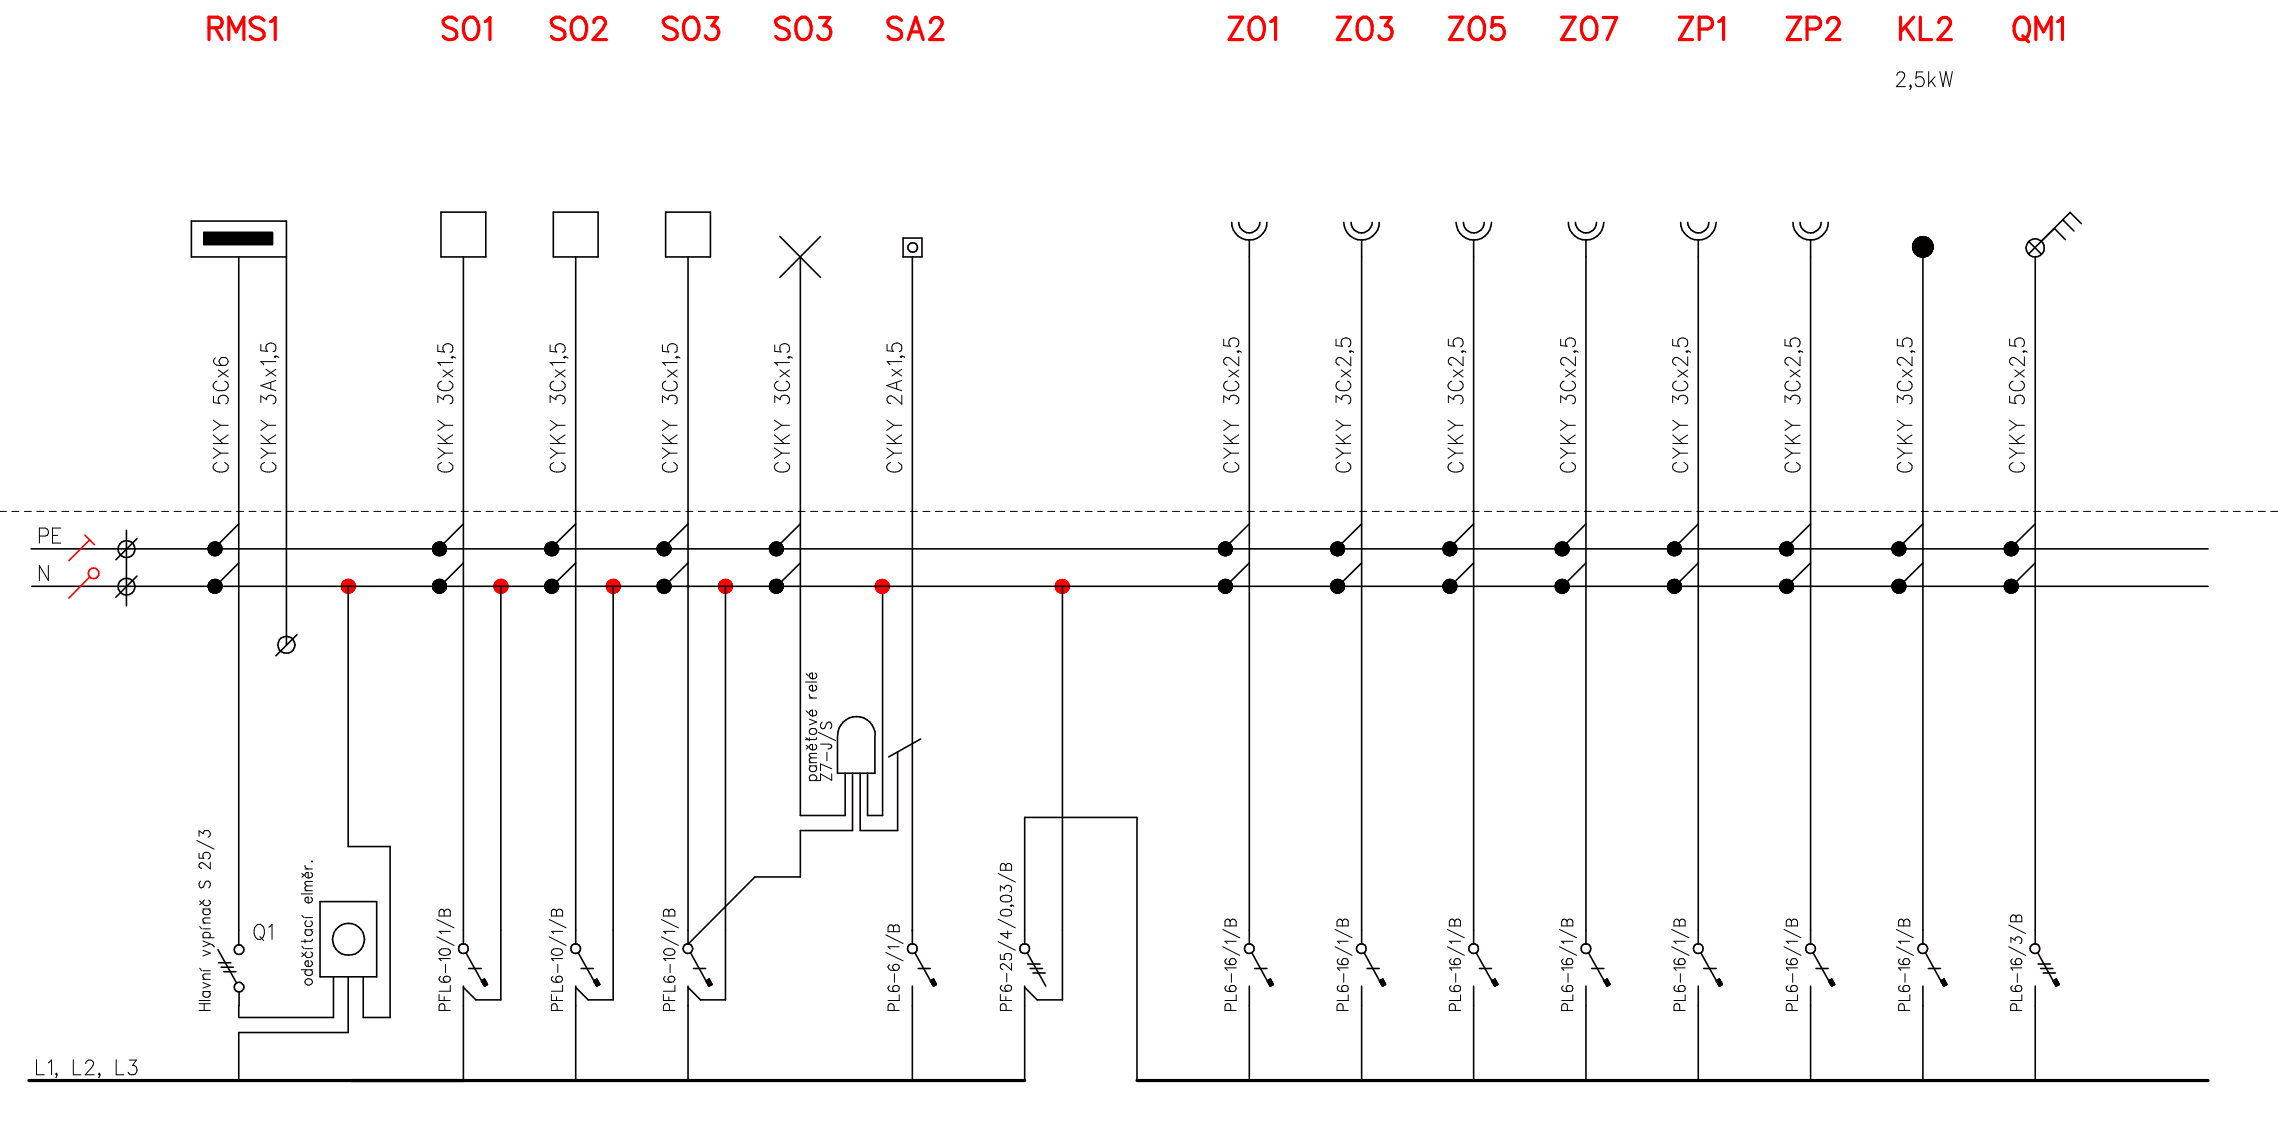 RMS1
SO1
SO2
SO3
SO3
SA2
ZO1
ZO3
ZO5
ZO7
ZP1
ZP2
KL2
QM1
2,5kW
CYKY 5Cx6
CYKY 3Ax1,5
CYKY 3Cx1,5
CYKY 3Cx1,5
CYKY 3Cx1,5
CYKY 3Cx1,5
CYKY 2Ax1,5
CYKY 3Cx2,5
CYKY 3Cx2,5
CYKY 3Cx2,5
CYKY 3Cx2,5
CYKY 3Cx2,5
CYKY 3Cx2,5
CYKY 3Cx2,5
CYKY 5Cx2,5
PE
N
paměťové relé
Z7-J/S
Hlavní vypínač S 25/3
Q1
odečítací elměr.
PFL6-10/1/B
PFL6-10/1/B
PFL6-10/1/B
PL6-6/1/B
PF6-25/4/0,03/B
PL6-16/1/B
PL6-16/1/B
PL6-16/1/B
PL6-16/1/B
PL6-16/1/B
PL6-16/1/B
PL6-16/1/B
PL6-16/3/B
L1, L2, L3